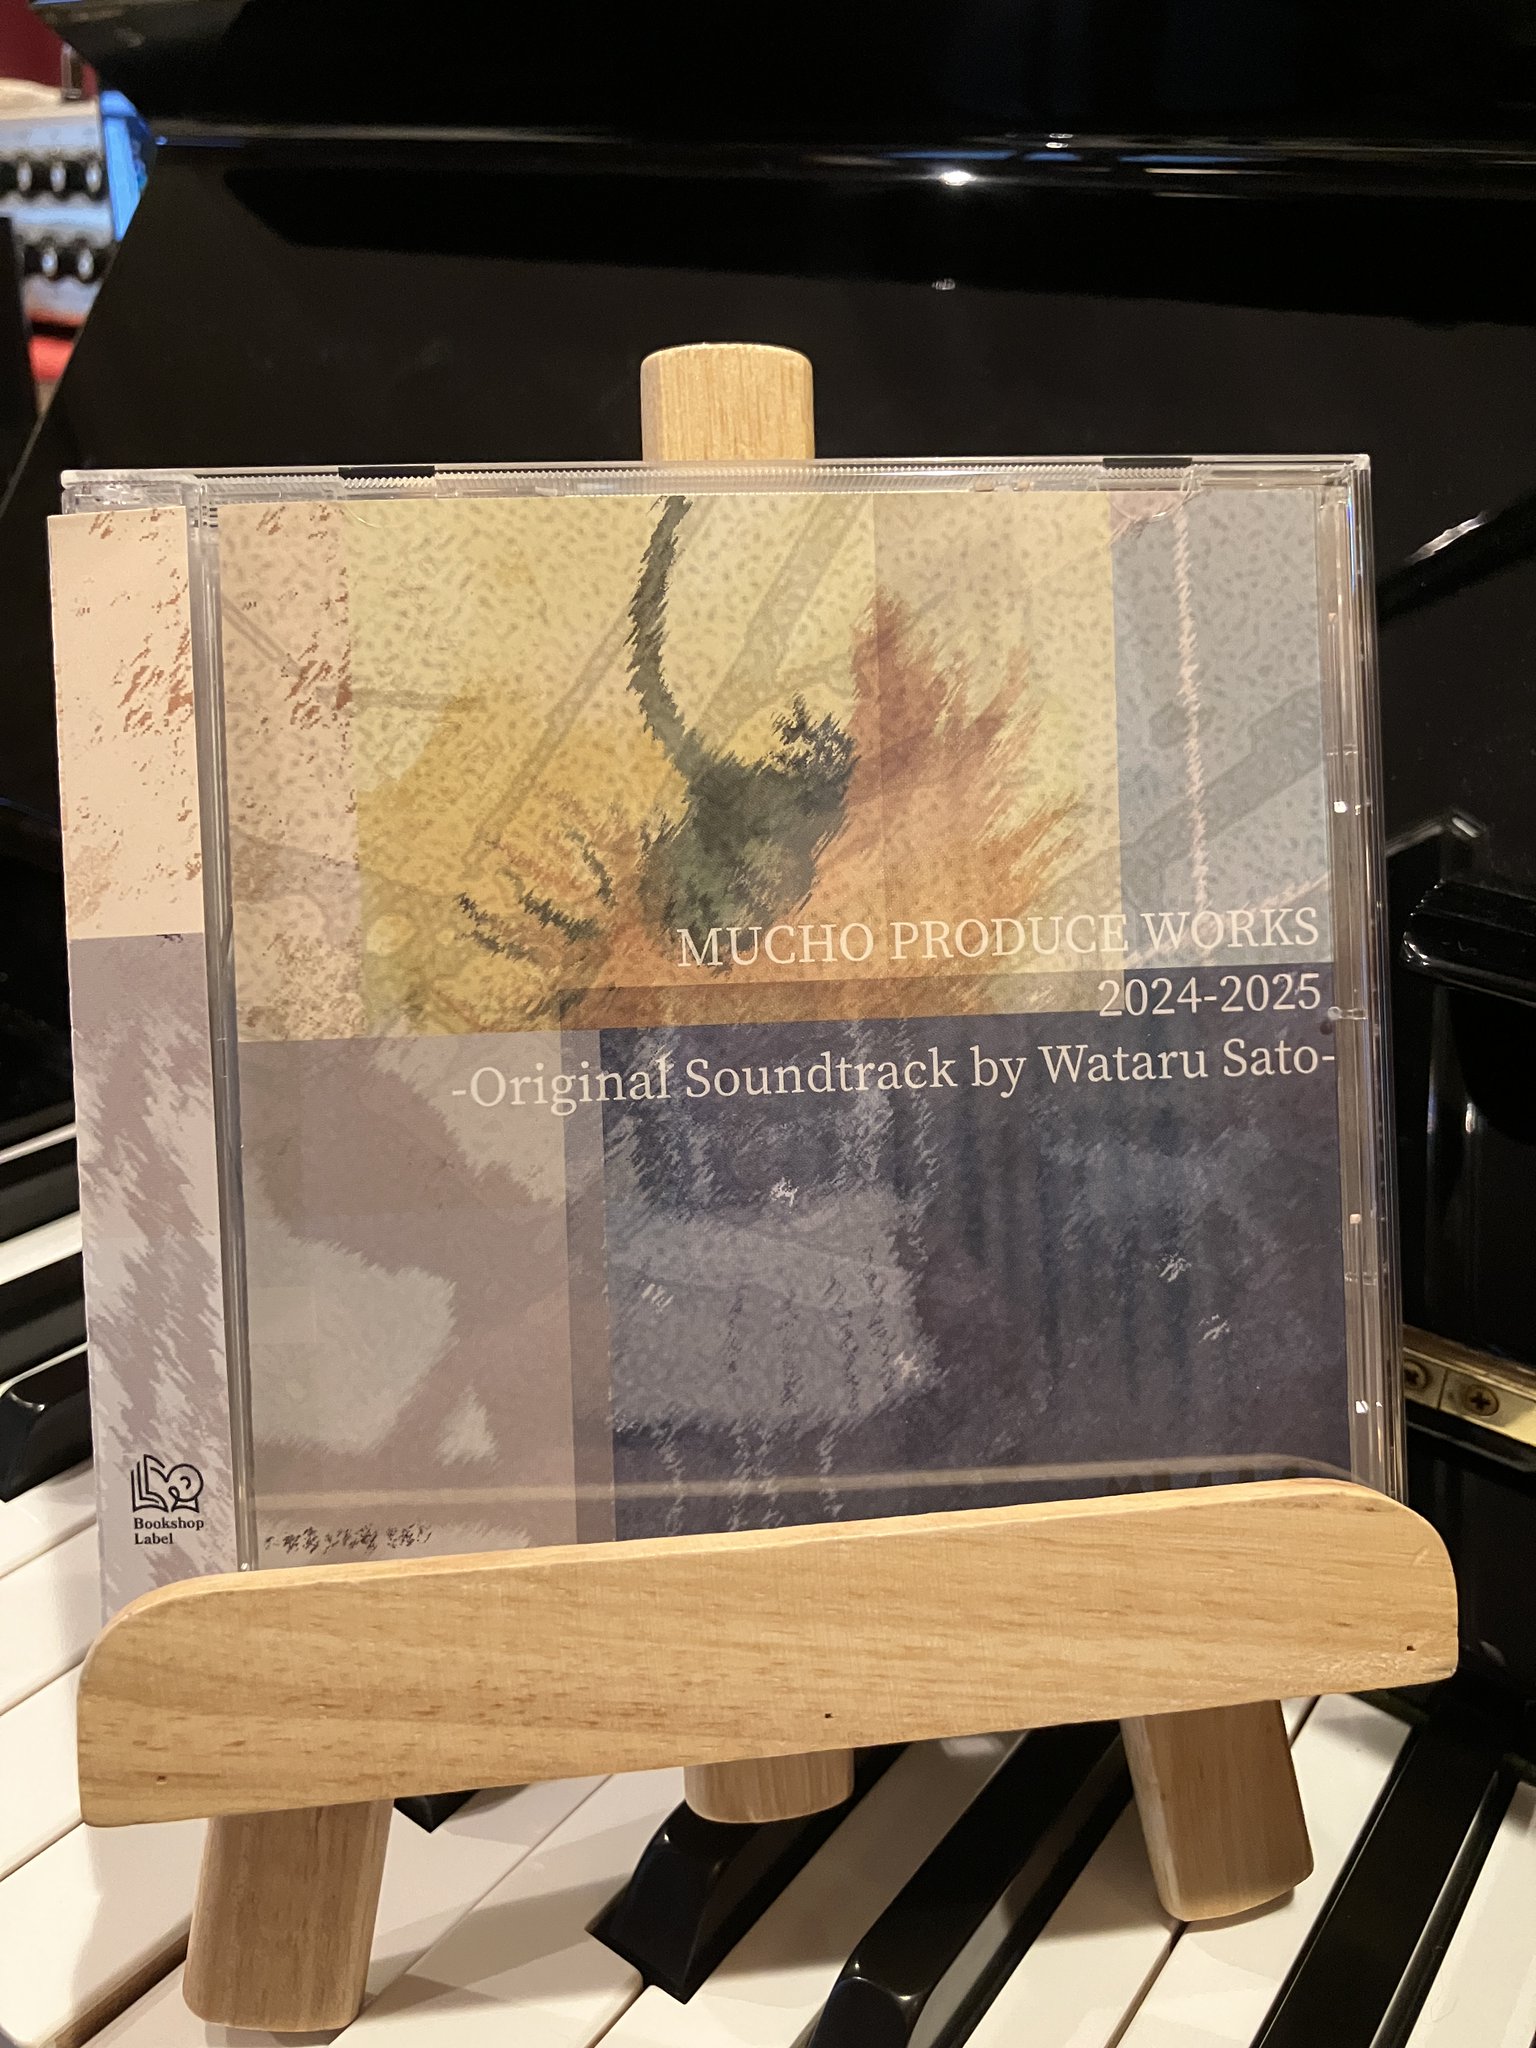 MUCHO PRODUCE WORKS
2024-2025
-Original Soundtrack by Wataru Sato-
Bookshop
Label